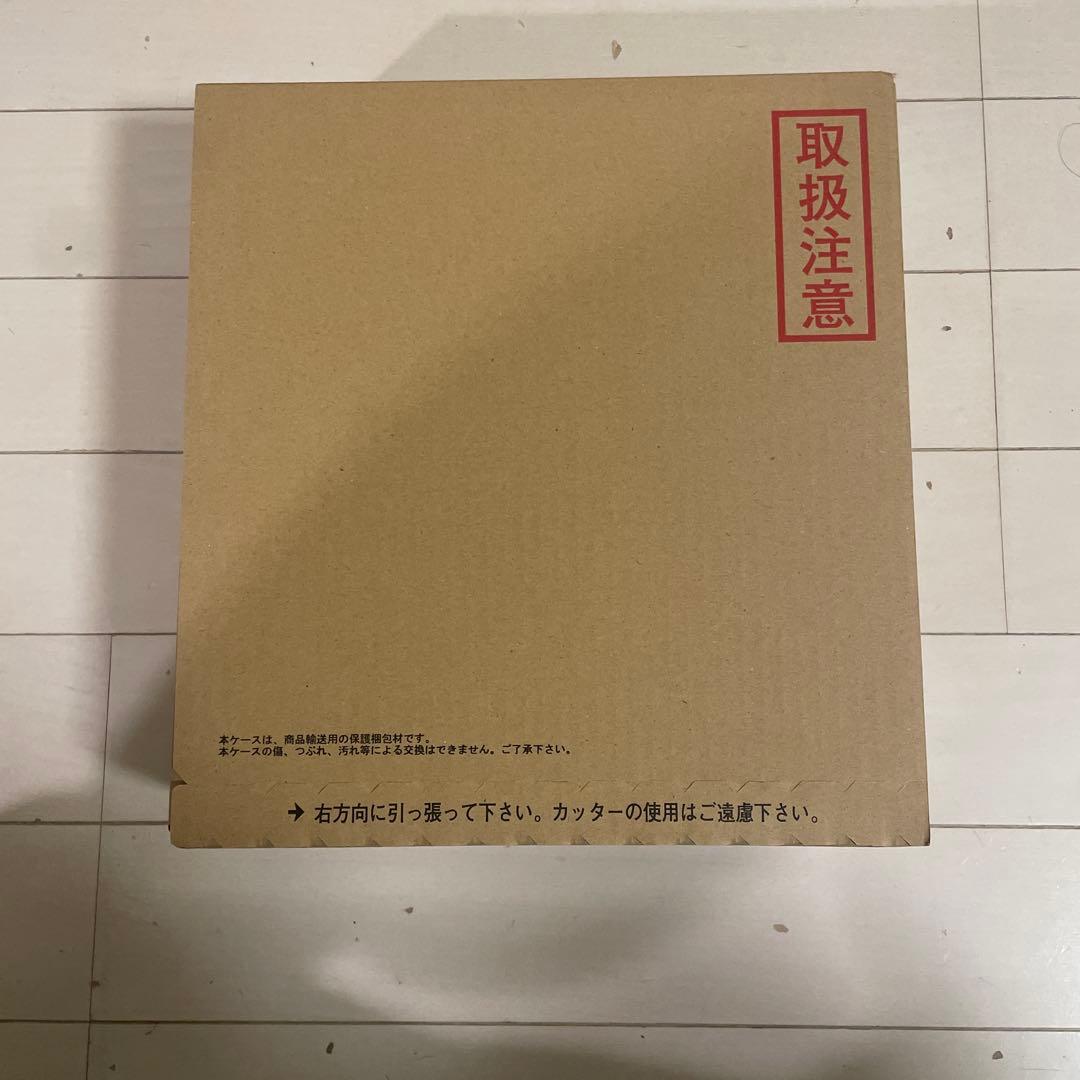 取扱注意
本ケースは、商品輸送用の保護梱包材です。
本ケースの傷、つぶれ、汚れ等による交換はできません。ご了承下さい。
→ 右方向に引っ張って下さい。カッターの使用はご遠慮下さい。